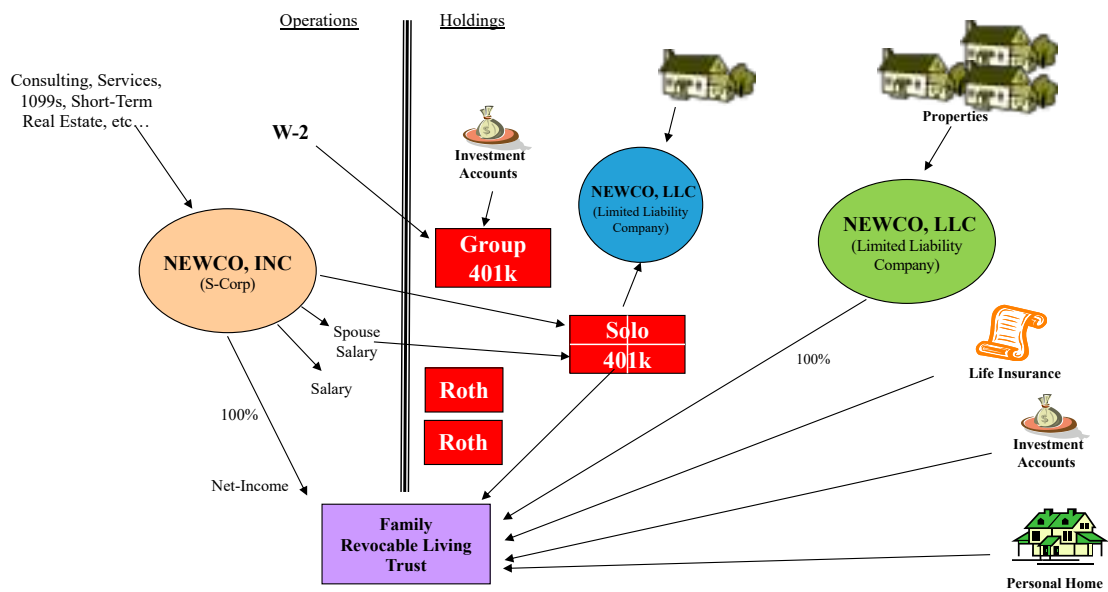 Operations
Holdings
Consulting, Services,
1099s, Short-Term
Real Estate, etc…
W-2
Investment
Accounts
Properties
NEWCO, LLC
(Limited Liability
Company)
NEWCO, LLC
(Limited Liability
Company)
Group
401k
NEWCO, INC
(S-Corp)
Spouse
Salary
Salary
Solo
401k
100%
100%
Roth
Roth
Life Insurance
Investment
Accounts
Net-Income
Family
Revocable Living
Trust
Personal Home